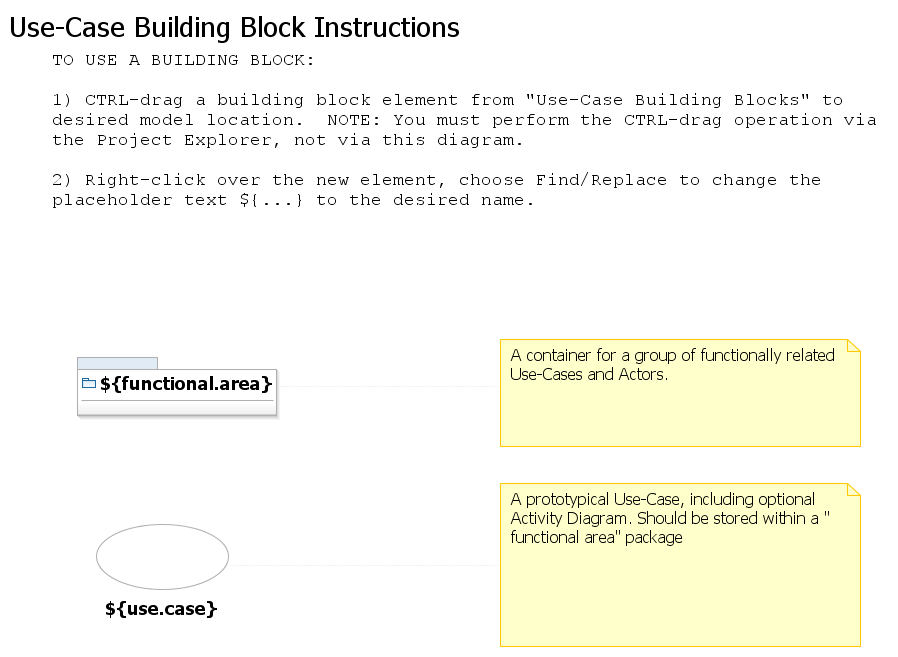 Use-Case Building Block Instructions
TO USE A BUILDING BLOCK:
1) CTRL-drag a building block element from "Use-Case Building Blocks" to
desired model location.  NOTE: You must perform the CTRL-drag operation via
the Project Explorer, not via this diagram.
2) Right-click over the new element, choose Find/Replace to change the
placeholder text ${...} to the desired name.
${functional.area}
A container for a group of functionally related
Use-Cases and Actors.
A prototypical Use-Case, including optional
Activity Diagram. Should be stored within a "
functional area" package
${use.case}